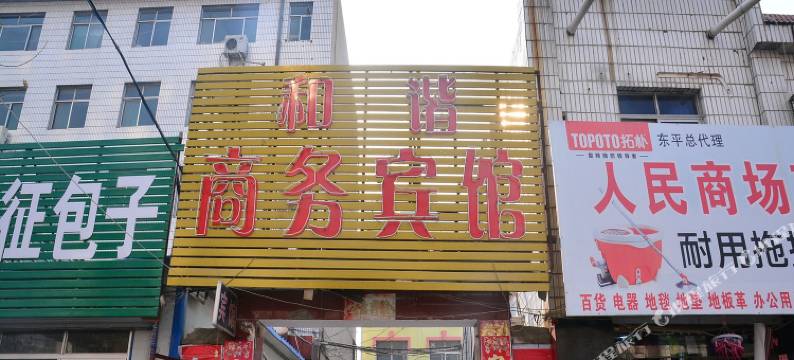 和谐
商务宾馆
征包子
TOPOTO拓朴
东平总代理
人民商场
耐用拖
百货 电器 地毯 地垫 地板革 办公用